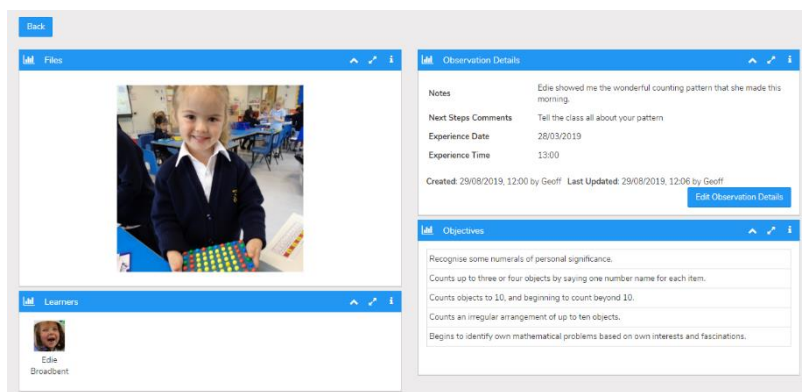 Back
Files
Learners
Edie
Broadbent
Observation Details
Notes Edie showed me the wonderful counting pattern that she made this
morning.
Next Steps Comments Tell the class all about your pattern
Experience Date 28/03/2019
Experience Time 13:00
Created: 29/08/2019, 12:00 by Geoff Last Updated: 29/08/2019, 12:06 by Geoff
Edit Observation Details
Objectives
Recognise some numerals of personal significance.
Counts up to three or four objects by saying one number name for each item.
Counts objects to 10, and beginning to count beyond 10.
Counts an irregular arrangement of up to ten objects.
Begins to identify own mathematical problems based on own interests and fascinations.